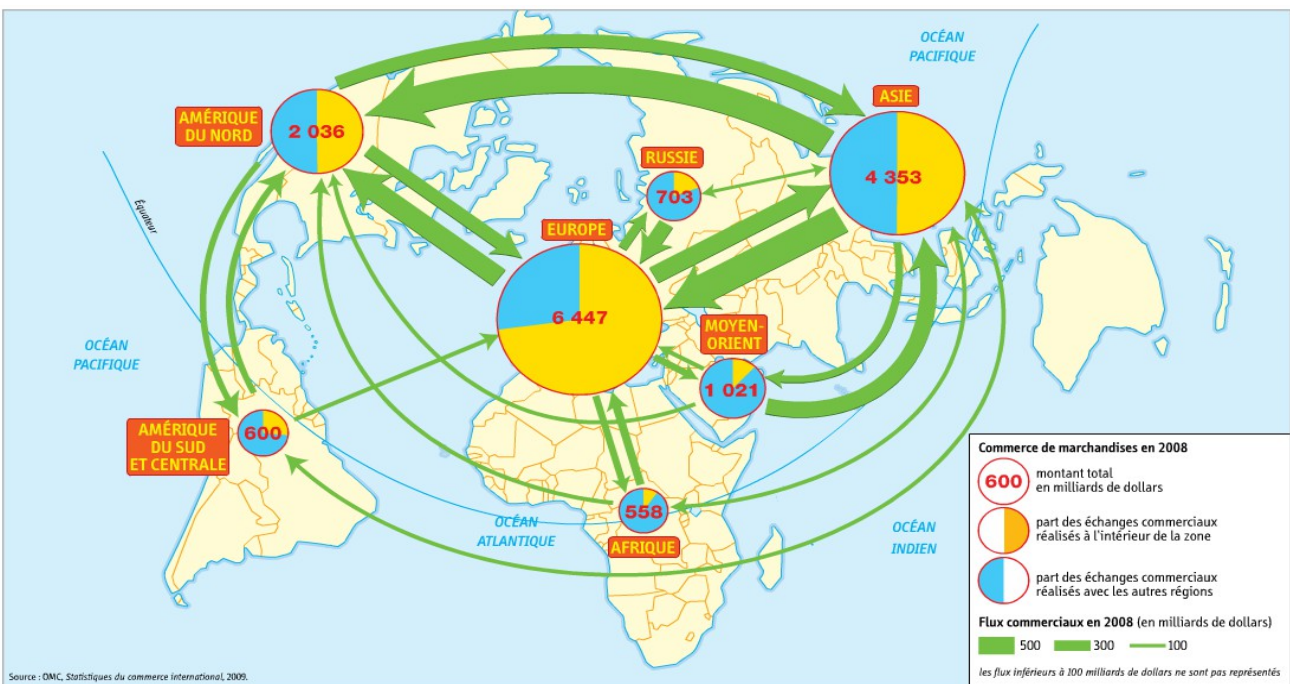 OCÉAN
PACIFIQUE
AMÉRIQUE
DU NORD
2 036
ASIE
4 353
RUSSIE
703
Équateur
EUROPE
6 447
MOYEN-
ORIENT
1 021
OCÉAN
PACIFIQUE
AMÉRIQUE
DU SUD
ET CENTRALE
600
558
AFRIQUE
OCÉAN
ATLANTIQUE
OCÉAN
INDIEN
Commerce de marchandises en 2008
600
montant total
en milliards de dollars
part des échanges commerciaux
réalisés à l'intérieur de la zone
part des échanges commerciaux
réalisés avec les autres régions
Flux commerciaux en 2008 (en milliards de dollars)
500 300 100
les flux inférieurs à 100 milliards de dollars ne sont pas représentés
Source : OMC, Statistiques du commerce international, 2009.